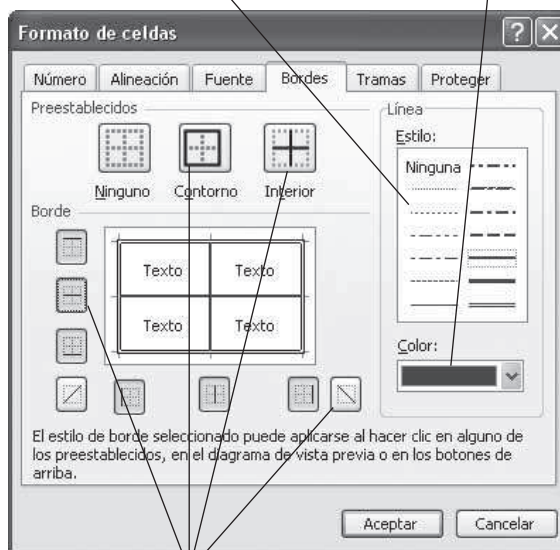 Formato de celdas
Número Alineación Fuente Bordes Tramas Proteger
Preestablecidos
Ninguno Contorno Interior
Borde
Texto Texto
Texto Texto
Línea
Estilo:
Ninguna
Color:
El estilo de borde seleccionado puede aplicarse al hacer clic en alguno de
los preestablecidos, en el diagrama de vista previa o en los botones de
arriba.
Aceptar Cancelar